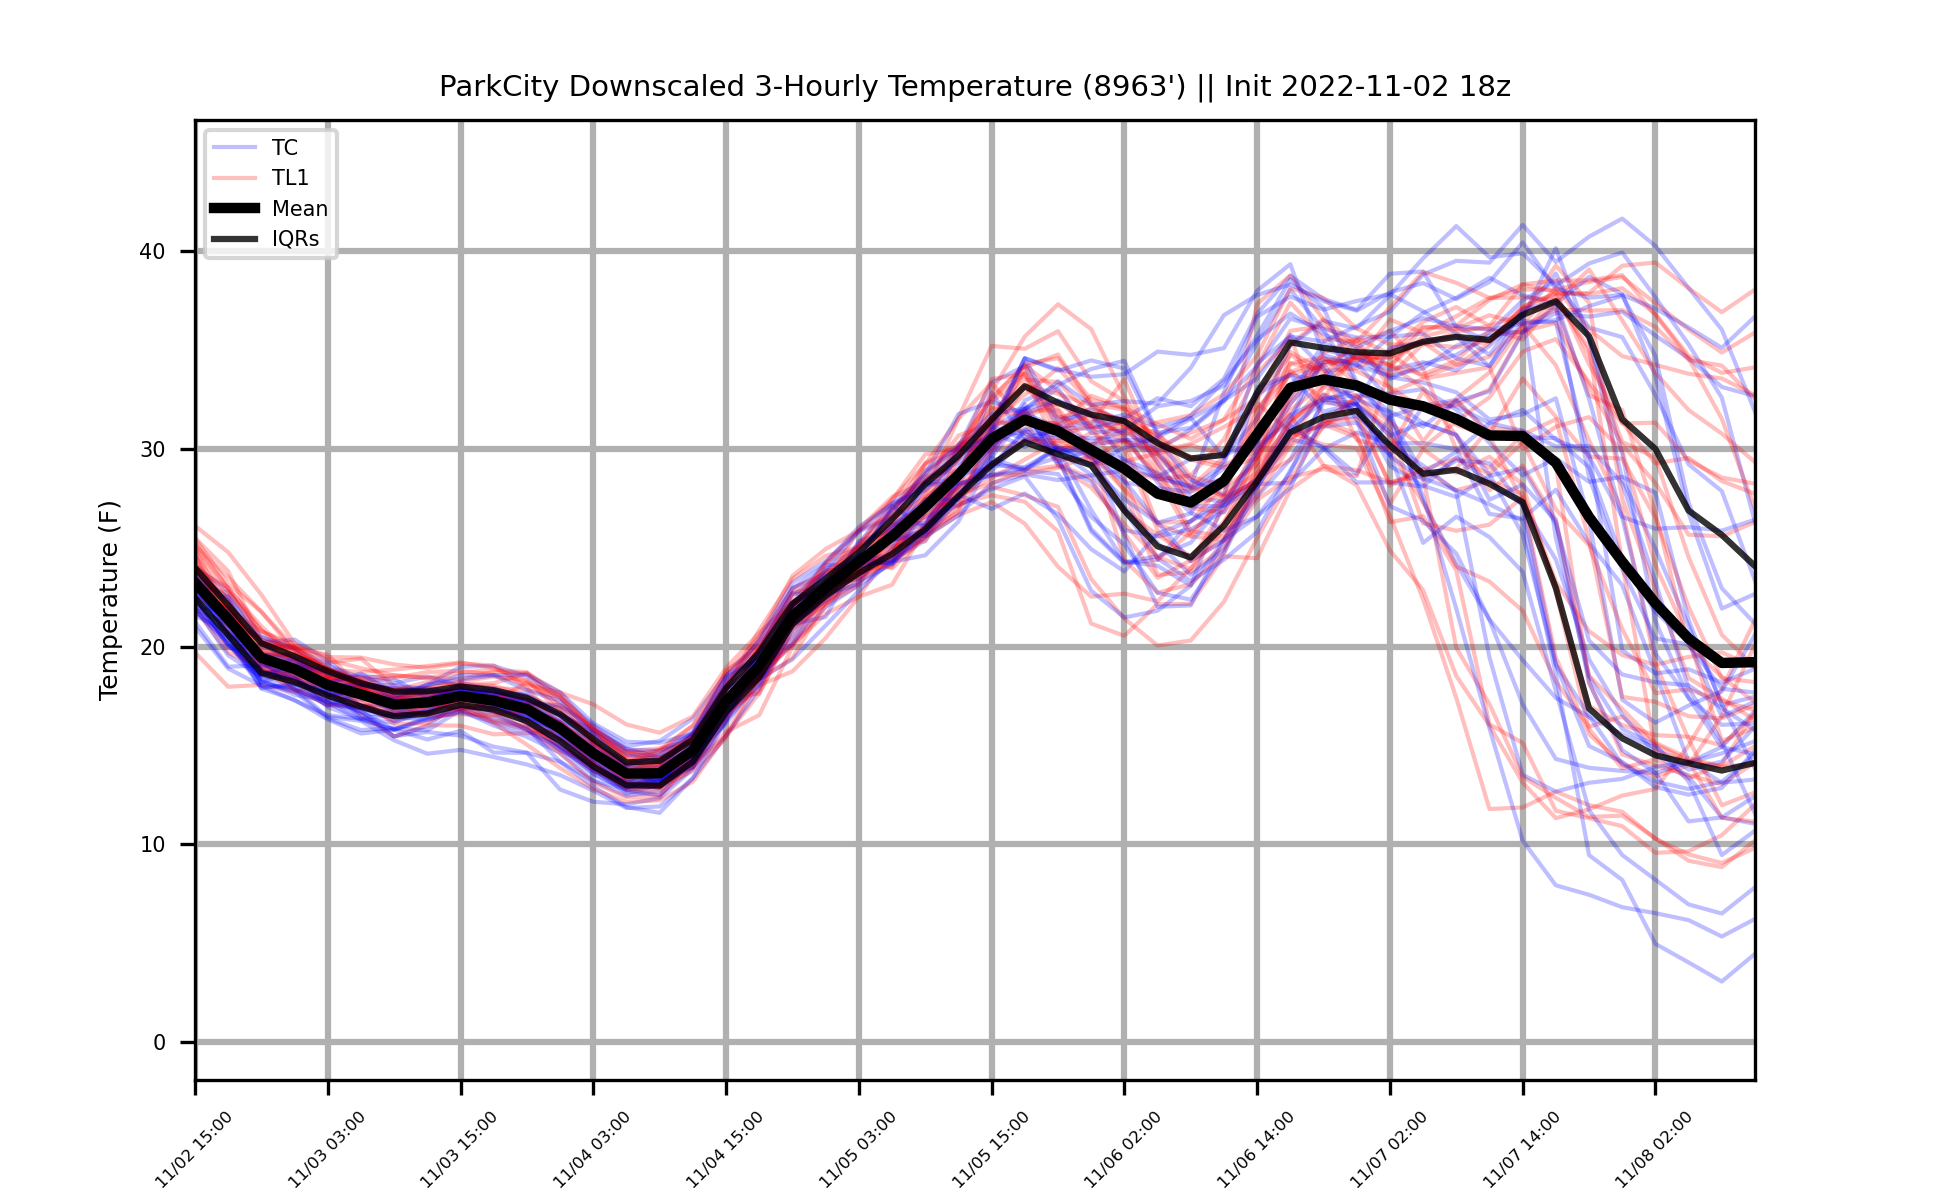 ParkCity Downscaled 3-Hourly Temperature (8963') || Init 2022-11-02 18z
TC
TL1
Mean
IQRs
Temperature (F)
40
30
20
10
0
11/02 15:00
11/03 03:00
11/03 15:00
11/04 03:00
11/04 15:00
11/05 03:00
11/05 15:00
11/06 02:00
11/06 14:00
11/07 02:00
11/07 14:00
11/08 02:00